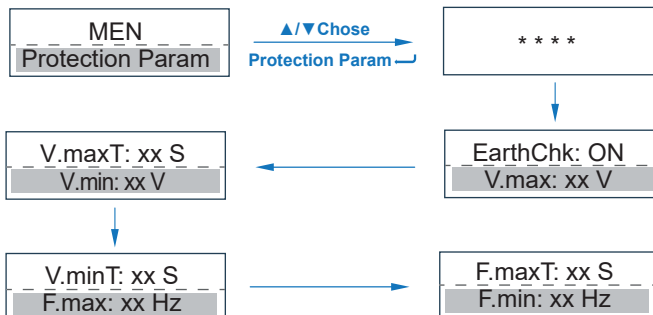 MEN
Protection Param
▲/▼Chose
Protection Param
* * * *
EarthChk: ON
V.max: xx V
V.maxT: xx S
V.min: xx V
V.minT: xx S
F.max: xx Hz
F.maxT: xx S
F.min: xx Hz